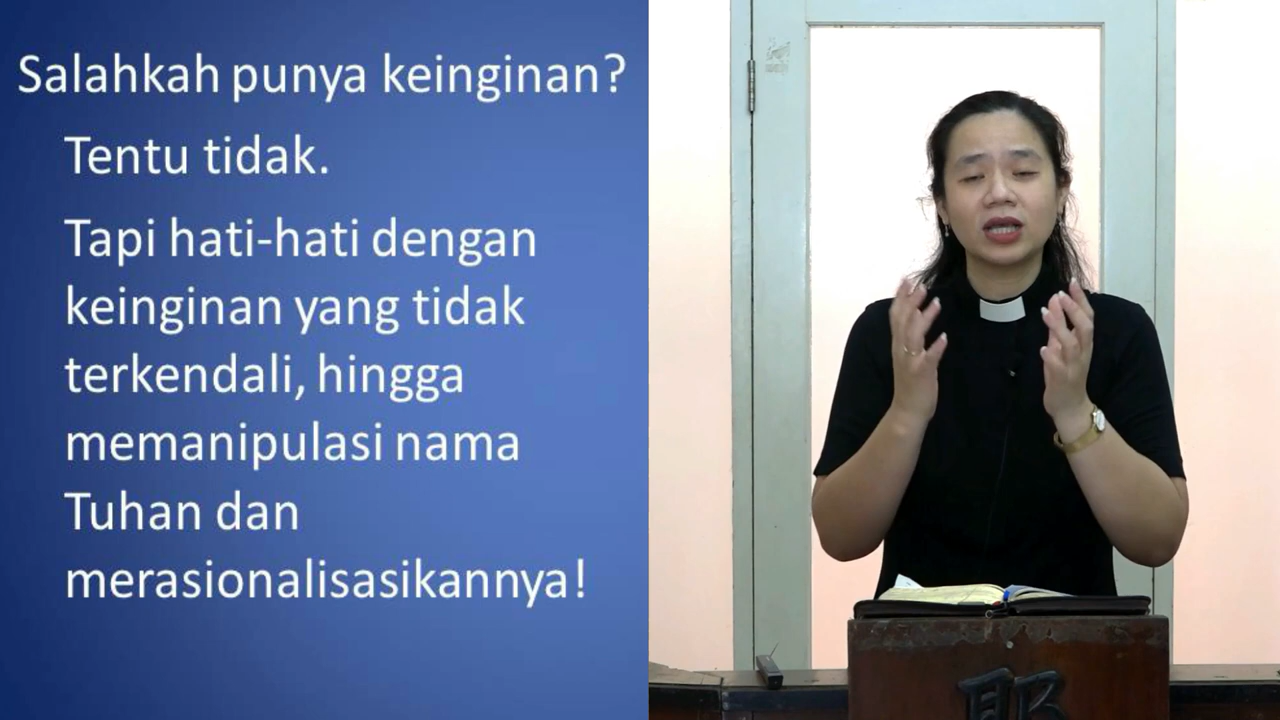 Salahkah punya keinginan?
Tentu tidak.
Tapi hati-hati dengan
keinginan yang tidak
terkendali, hingga
memanipulasi nama
Tuhan dan
merasionalisasikannya!
耶